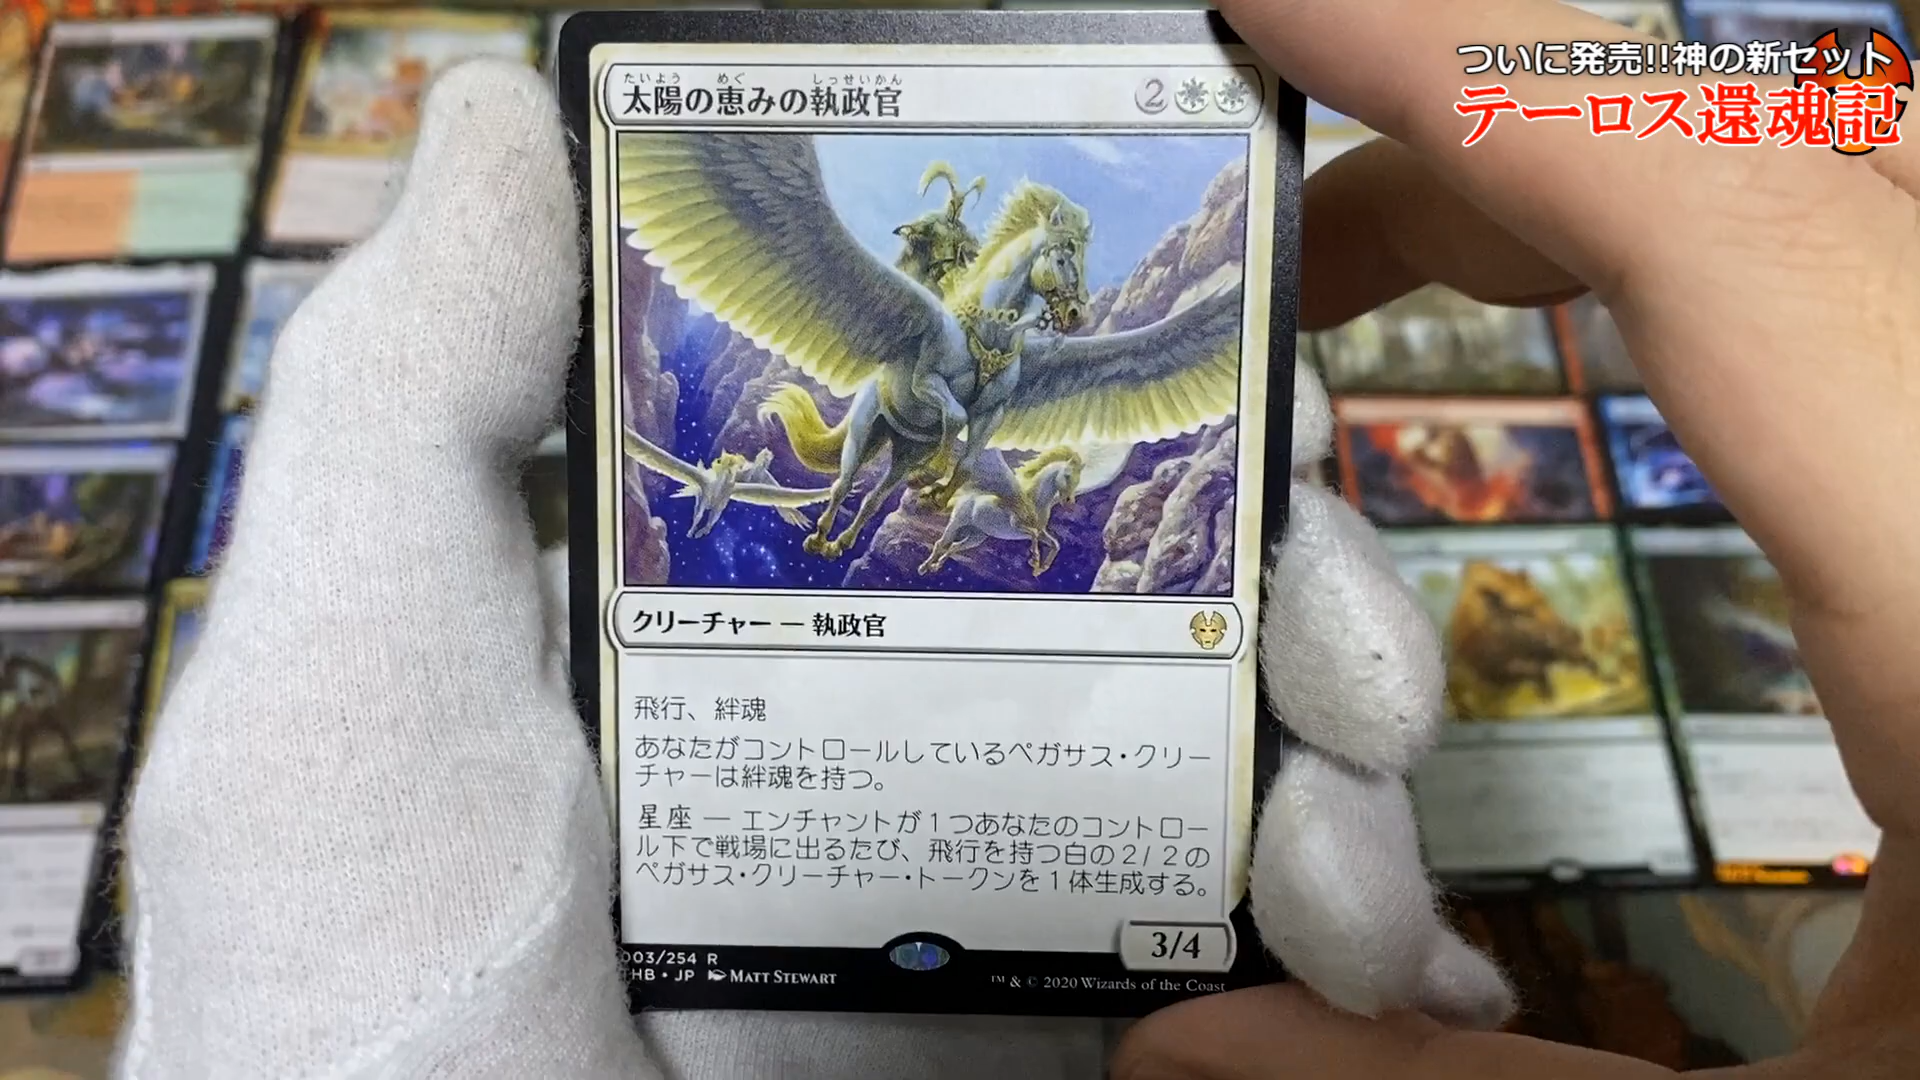 ついに発売!!神の新セット
テーロス還魂記
たいよう めぐ しっせいかん
太陽の恵みの執政官 2
クリーチャー ― 執政官
飛行、絆魂
あなたがコントロールしているペガサス・クリー
チャーは絆魂を持つ。
星座 ― エンチャントが1つあなたのコントロー
ル下で戦場に出るたび、飛行を持つ白の2/2の
ペガサス・クリーチャー・トークンを1体生成する。
3/4
003/254 R
THB・JP MATT STEWART
™ & © 2020 Wizards of the Coast